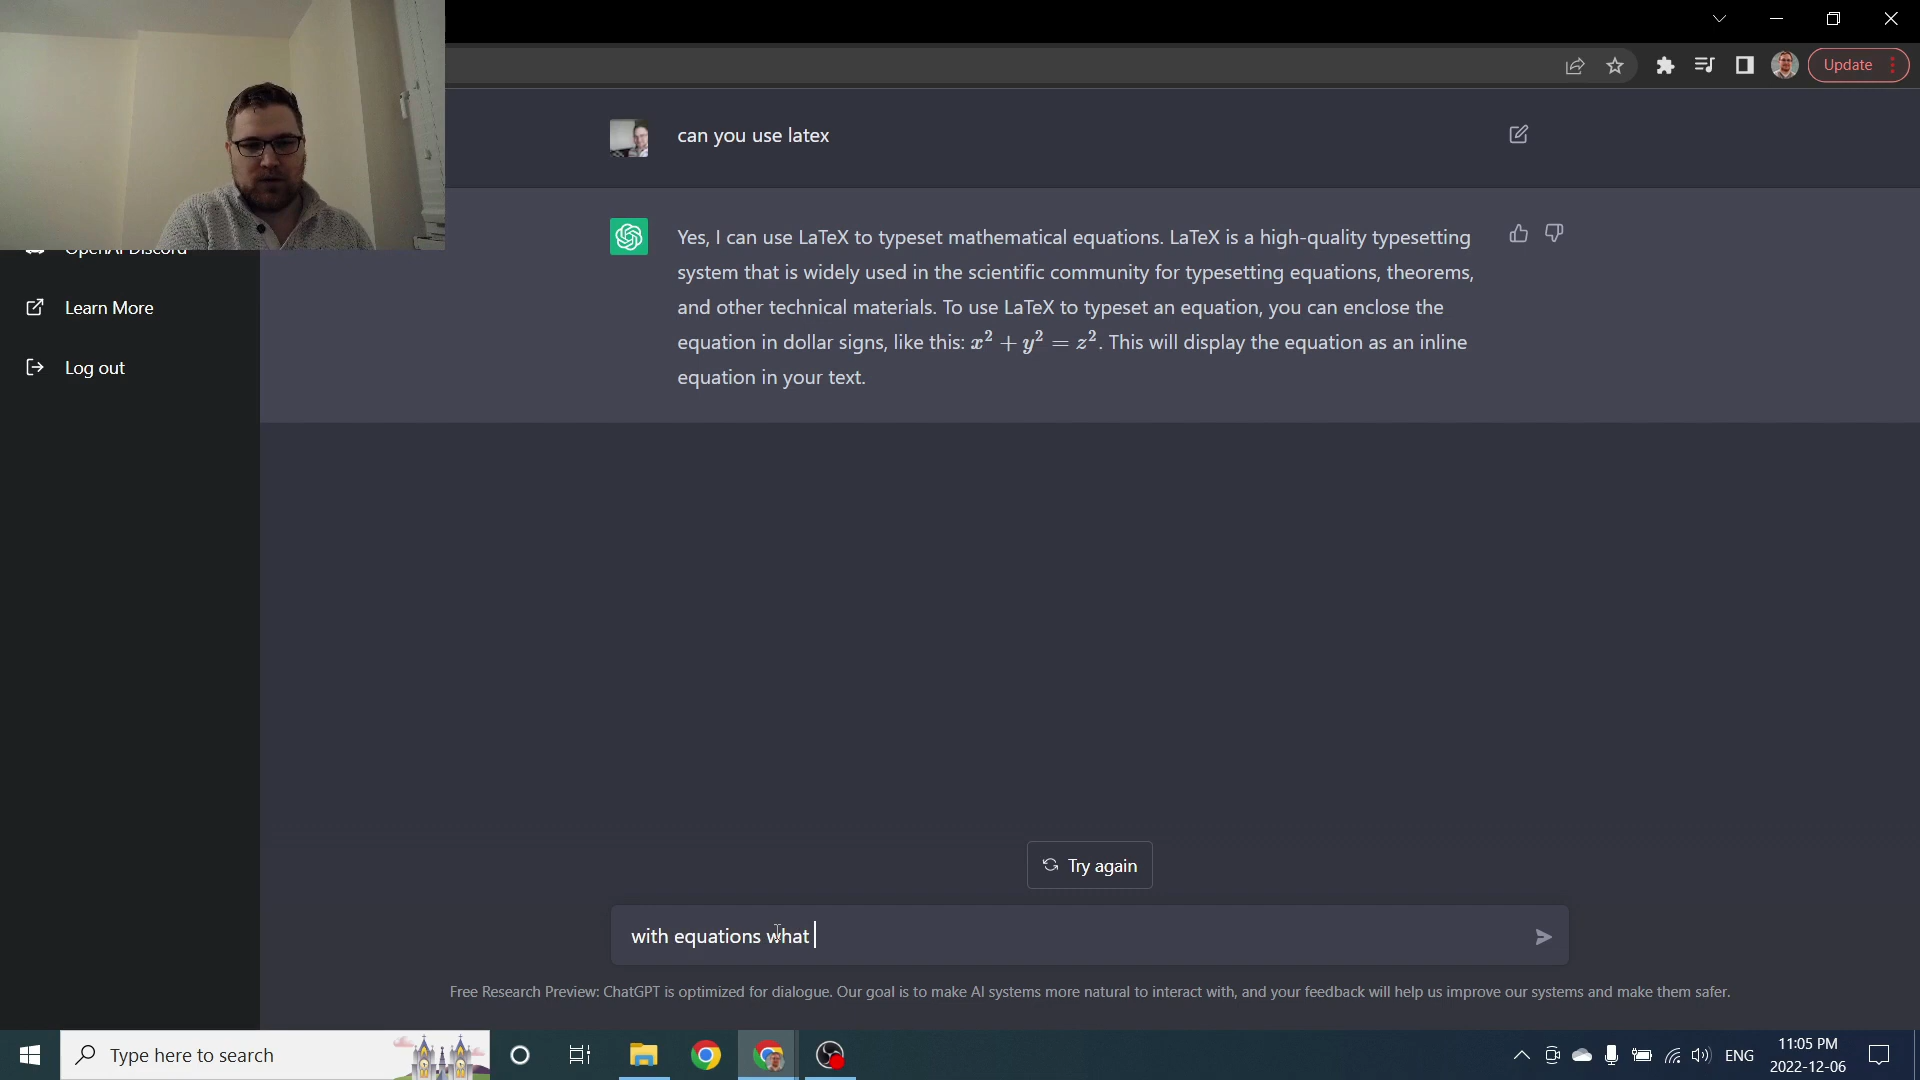 Update
can you use latex
Yes, I can use LaTeX to typeset mathematical equations. LaTeX is a high-quality typesetting
system that is widely used in the scientific community for typesetting equations, theorems,
and other technical materials. To use LaTeX to typeset an equation, you can enclose the
equation in dollar signs, like this: x² + y² = z². This will display the equation as an inline
equation in your text.
OpenAI Discord
Learn More
Log out
Try again
with equations what
Free Research Preview: ChatGPT is optimized for dialogue. Our goal is to make AI systems more natural to interact with, and your feedback will help us improve our systems and make them safer.
Type here to search
ENG
11:05 PM
2022-12-06